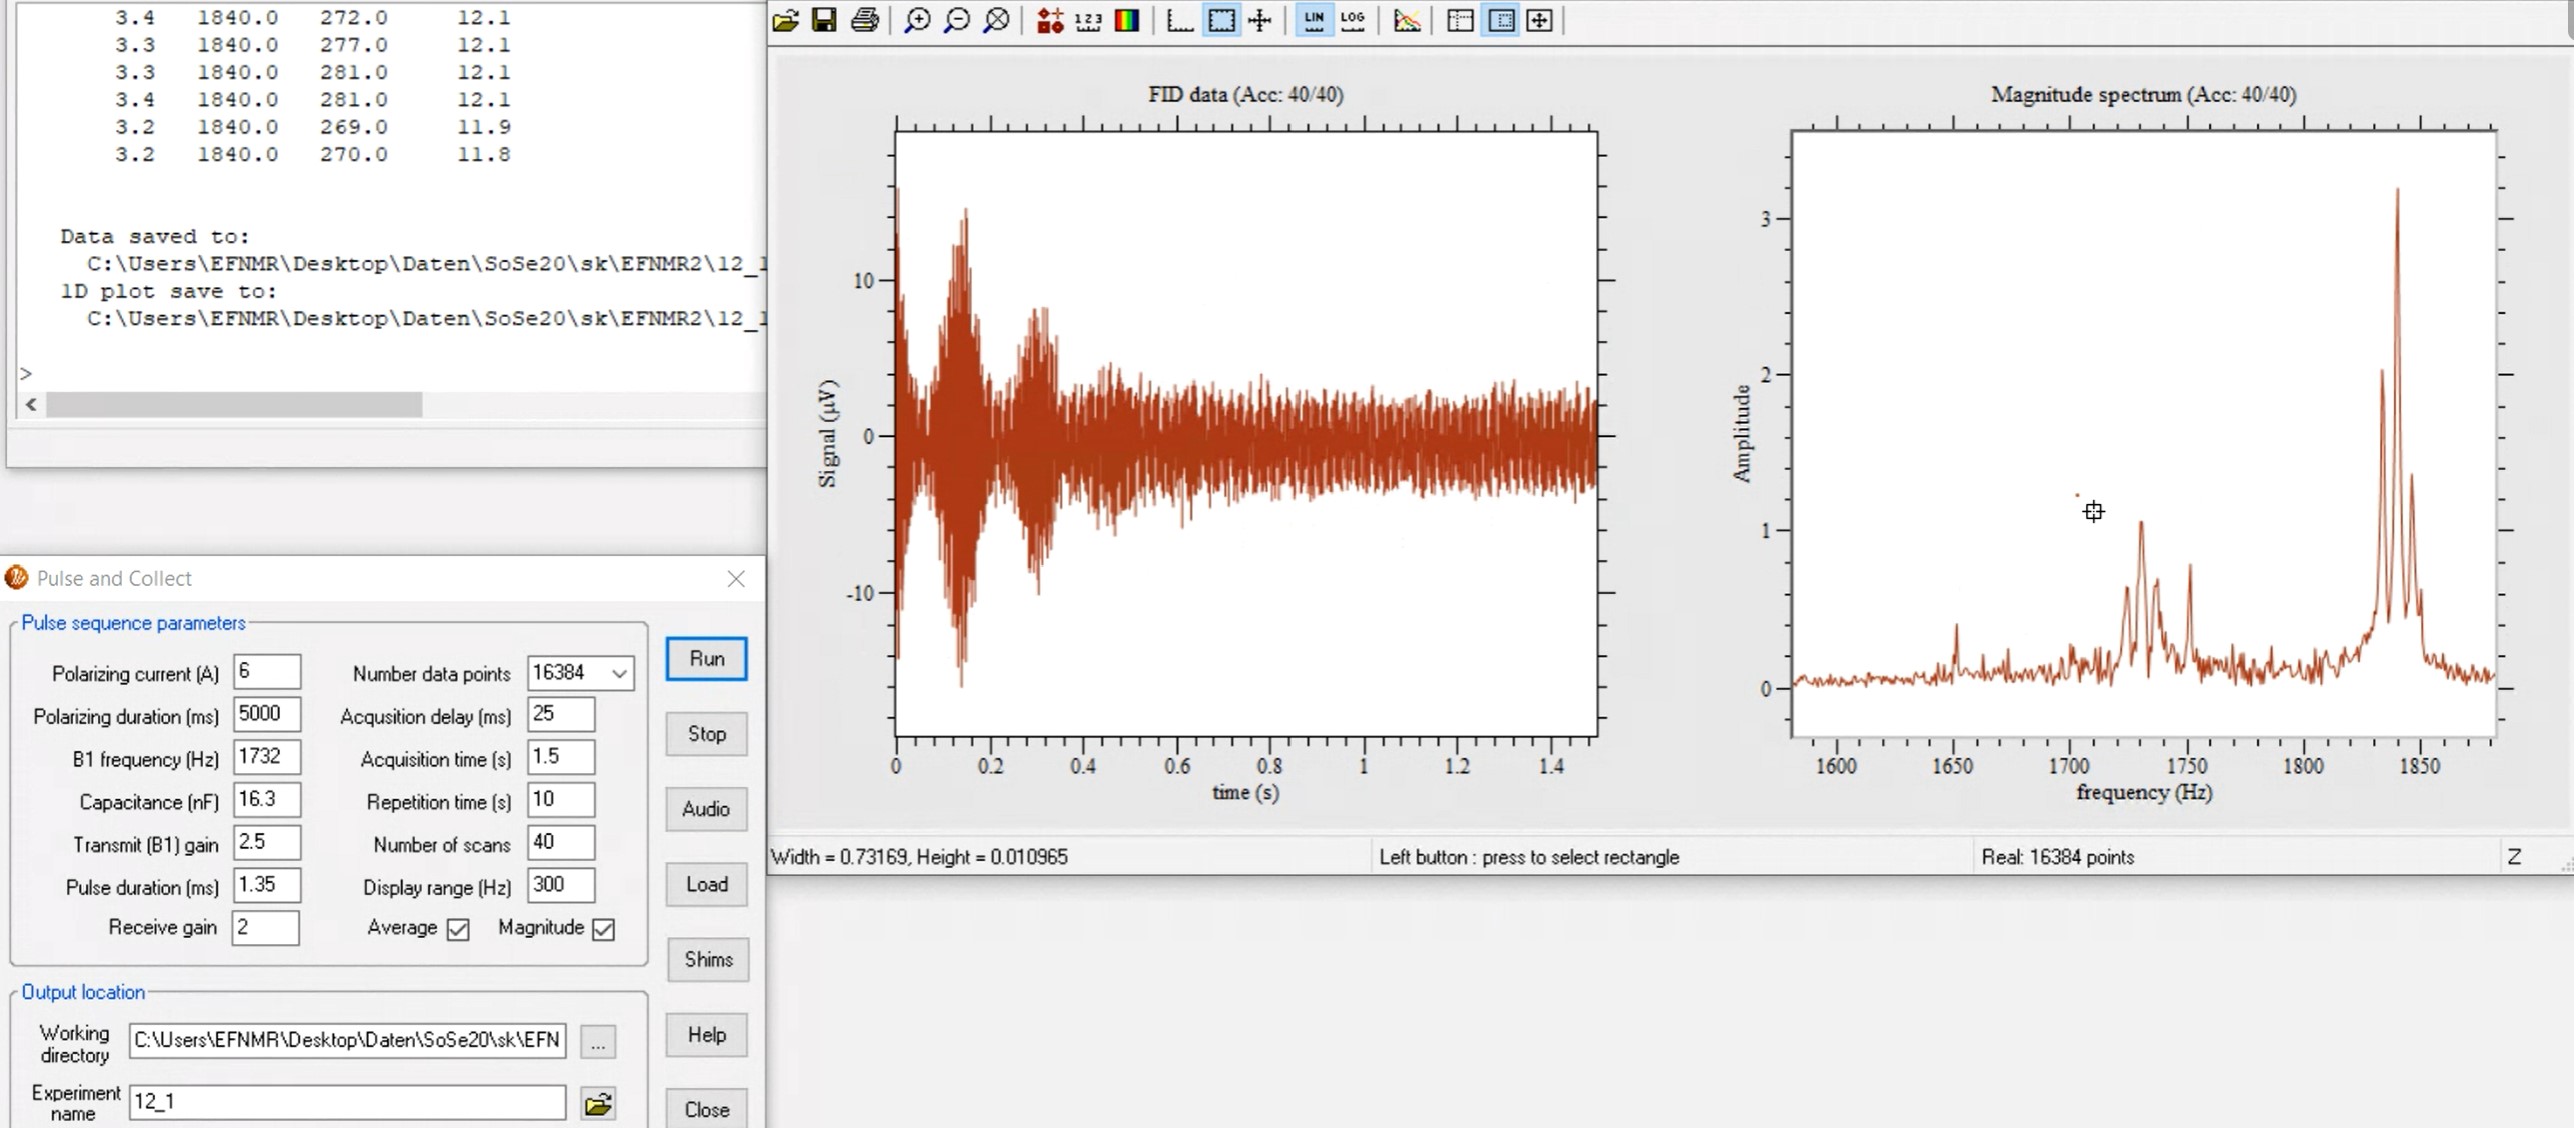 3.4 1840.0 272.0 12.1
3.3 1840.0 277.0 12.1
3.3 1840.0 281.0 12.1
3.4 1840.0 281.0 12.1
3.2 1840.0 269.0 11.9
3.2 1840.0 270.0 11.8
Data saved to:
C:\Users\EFNMR\Desktop\Daten\SoSe20\sk\EFNMR2\12_1
1D plot save to:
C:\Users\EFNMR\Desktop\Daten\SoSe20\sk\EFNMR2\12_1
>
Pulse and Collect
Pulse sequence parameters
Polarizing current (A) 6
Polarizing duration (ms) 5000
B1 frequency (Hz) 1732
Capacitance (nF) 16.3
Transmit (B1) gain 2.5
Pulse duration (ms) 1.35
Receive gain 2
Number data points 16384
Acqusition delay (ms) 25
Acquisition time (s) 1.5
Repetition time (s) 10
Number of scans 40
Display range (Hz) 300
Average Magnitude
Run
Stop
Audio
Load
Shims
Help
Close
Output location
Working directory C:\Users\EFNMR\Desktop\Daten\SoSe20\sk\EFN ...
Experiment name 12_1
1 2 3
LIN
LOG
FID data (Acc: 40/40)
Signal (µV)
10
0
-10
0 0.2 0.4 0.6 0.8 1 1.2 1.4
time (s)
Magnitude spectrum (Acc: 40/40)
Amplitude
3
2
1
0
1600 1650 1700 1750 1800 1850
frequency (Hz)
Width = 0.73169, Height = 0.010965
Left button : press to select rectangle
Real: 16384 points
Z